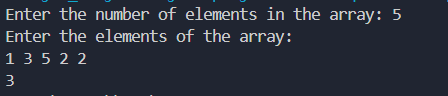 Enter the number of elements in the array: 5
Enter the elements of the array:
1 3 5 2 2
3